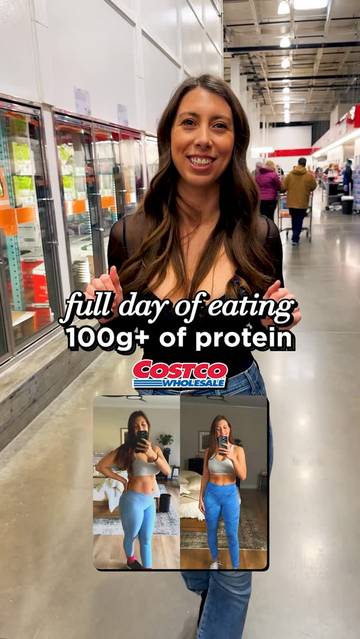 full day of eating
100g+ of protein
COSTCO
WHOLESALE